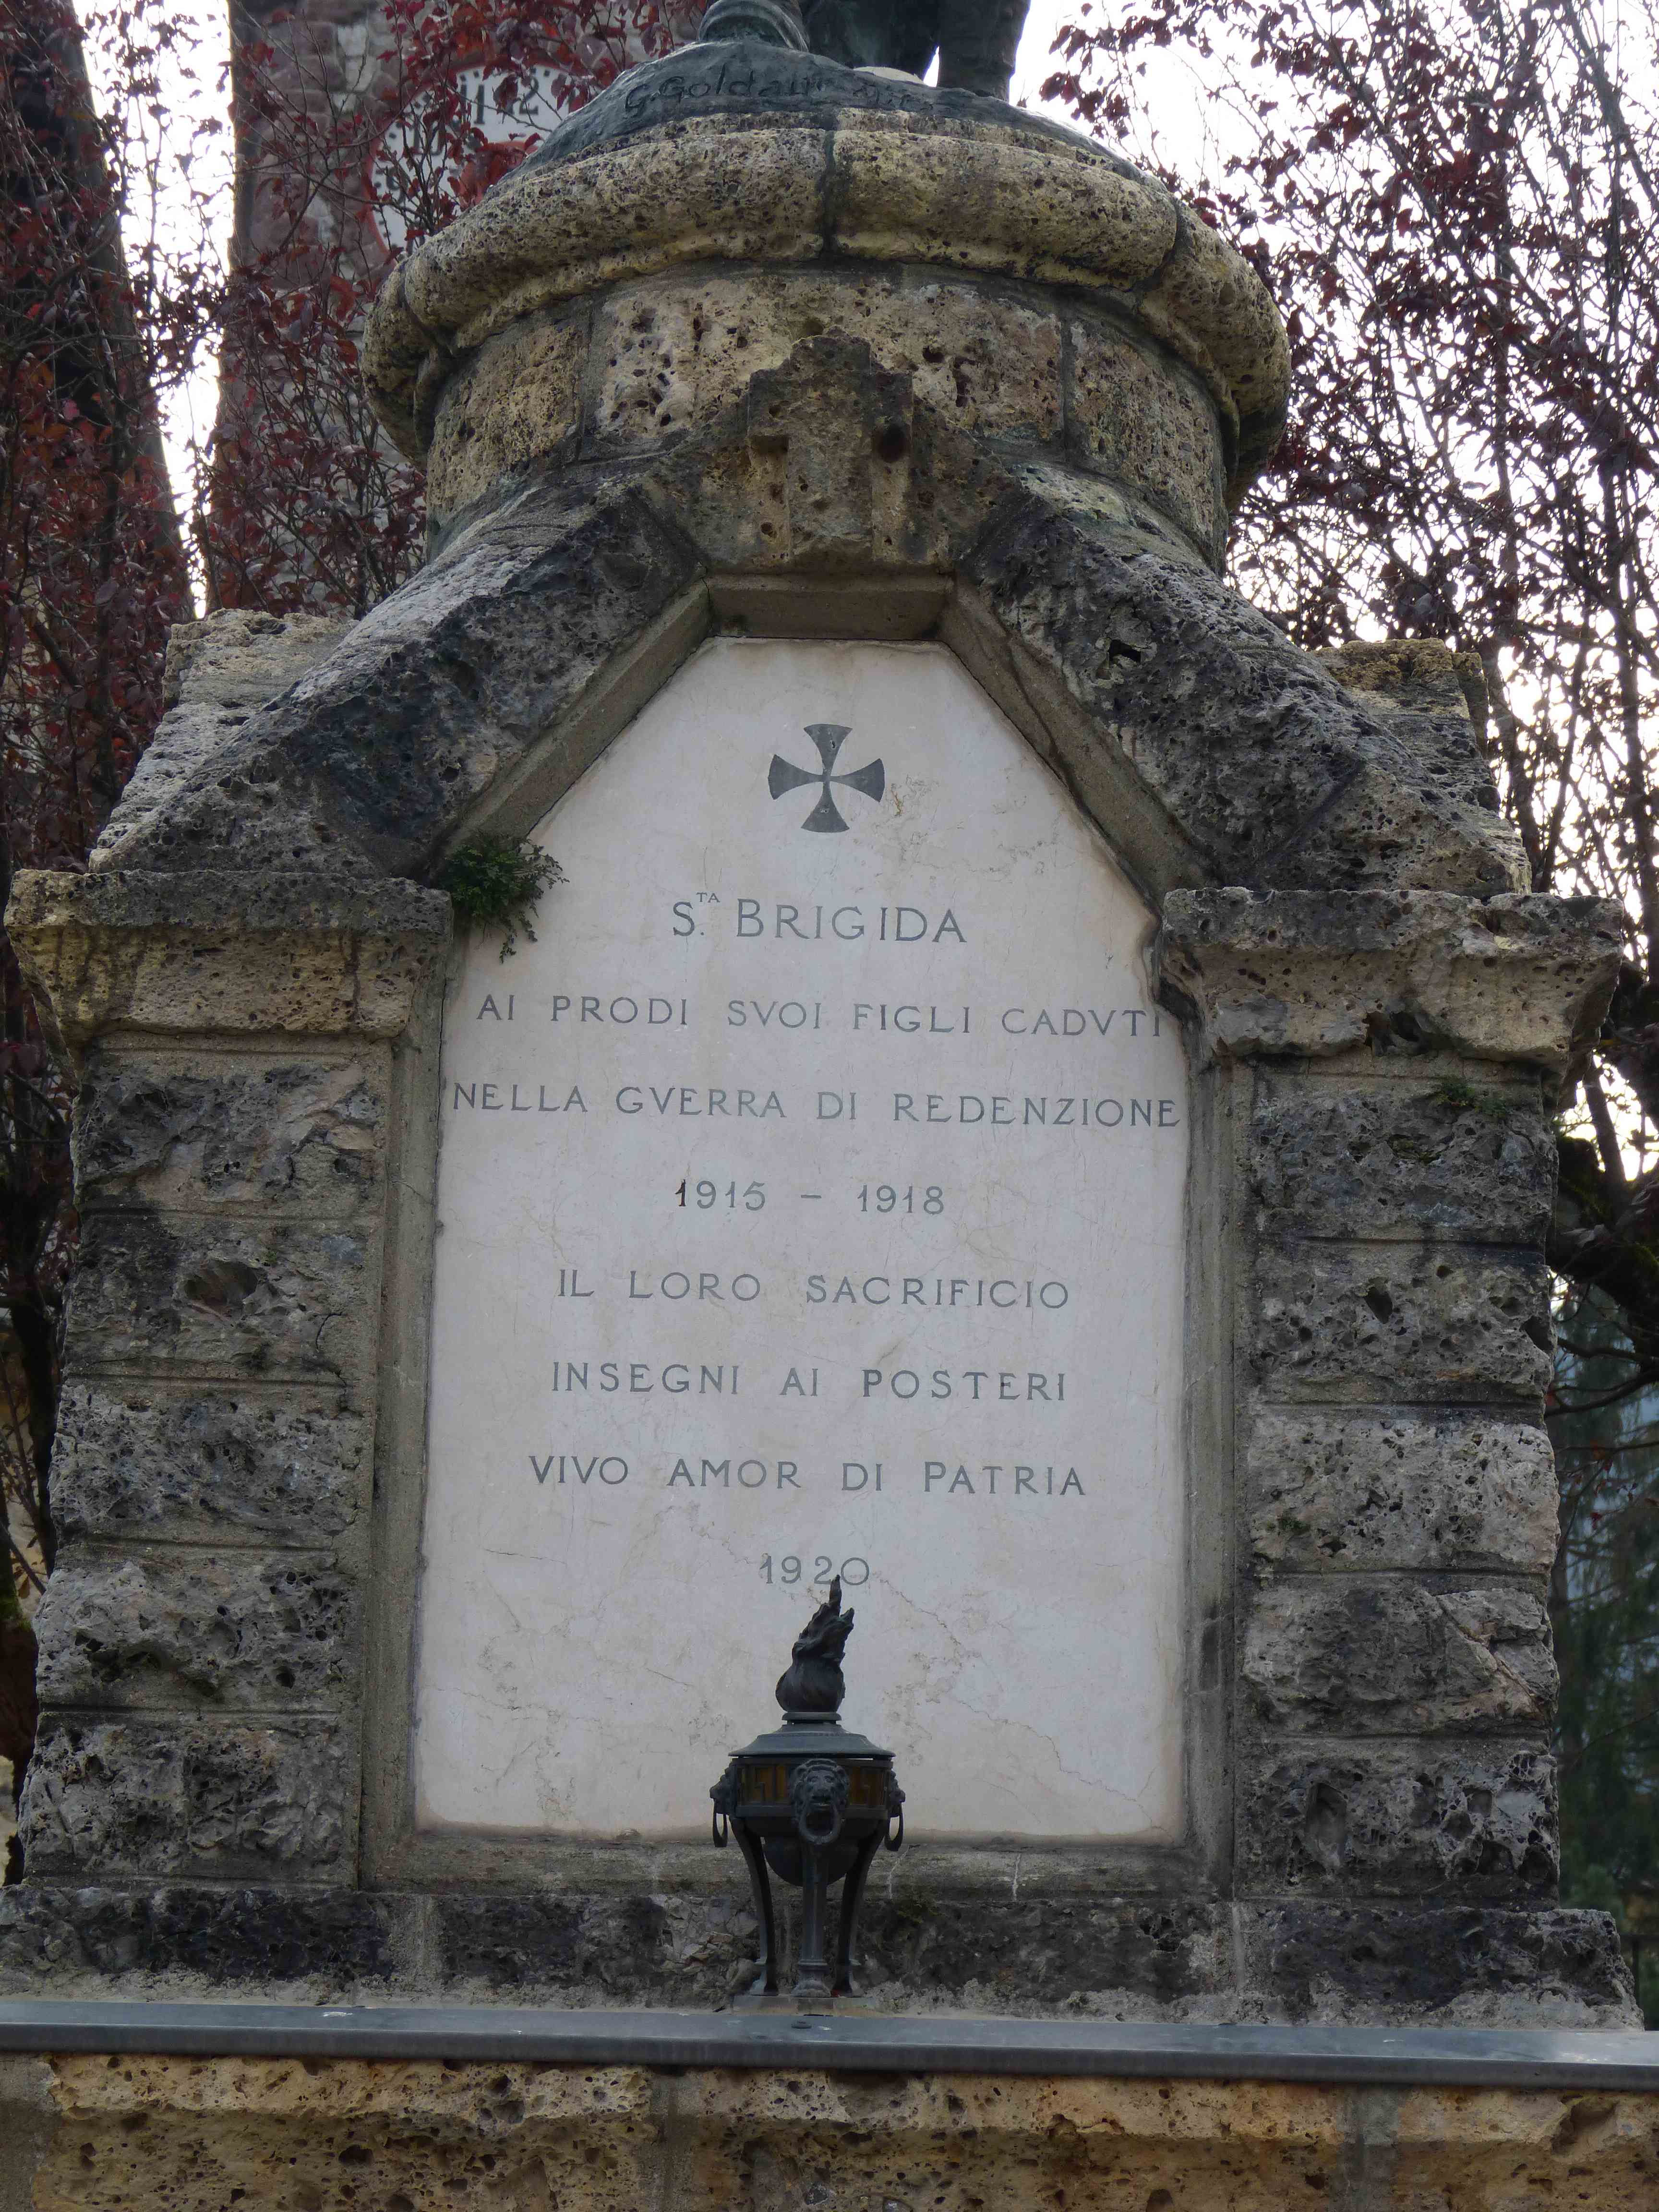 S.TA BRIGIDA
AI PRODI SVOI FIGLI CADVTI
NELLA GVERRA DI REDENZIONE
1915 – 1918
IL LORO SACRIFICIO
INSEGNI AI POSTERI
VIVO AMOR DI PATRIA
1920